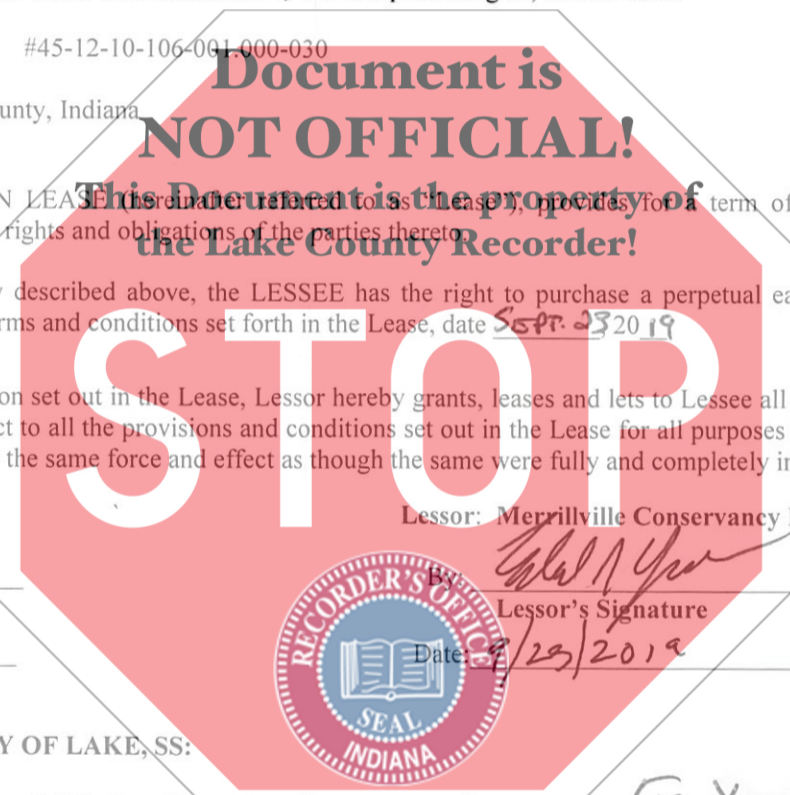 #45-12-10-106-001.000-030
Document is
unty, Indiana
NOT OFFICIAL!
This Document is the property of
N LEASE (hereinafter referred to as "Lease"), provides for a term of
rights and obligations of the parties thereto.
the Lake County Recorder!
described above, the LESSEE has the right to purchase a perpetual ea
rms and conditions set forth in the Lease, date SEPT. 23 20 19
STOP
on set out in the Lease, Lessor hereby grants, leases and lets to Lessee all
ct to all the provisions and conditions set out in the Lease for all purposes
the same force and effect as though the same were fully and completely in
Lessor: Merrillville Conservancy
By:
Lessor's Signature
Date: 9/23/2019
RECORDER'S OFFICE
SEAL
INDIANA
Y OF LAKE, SS: